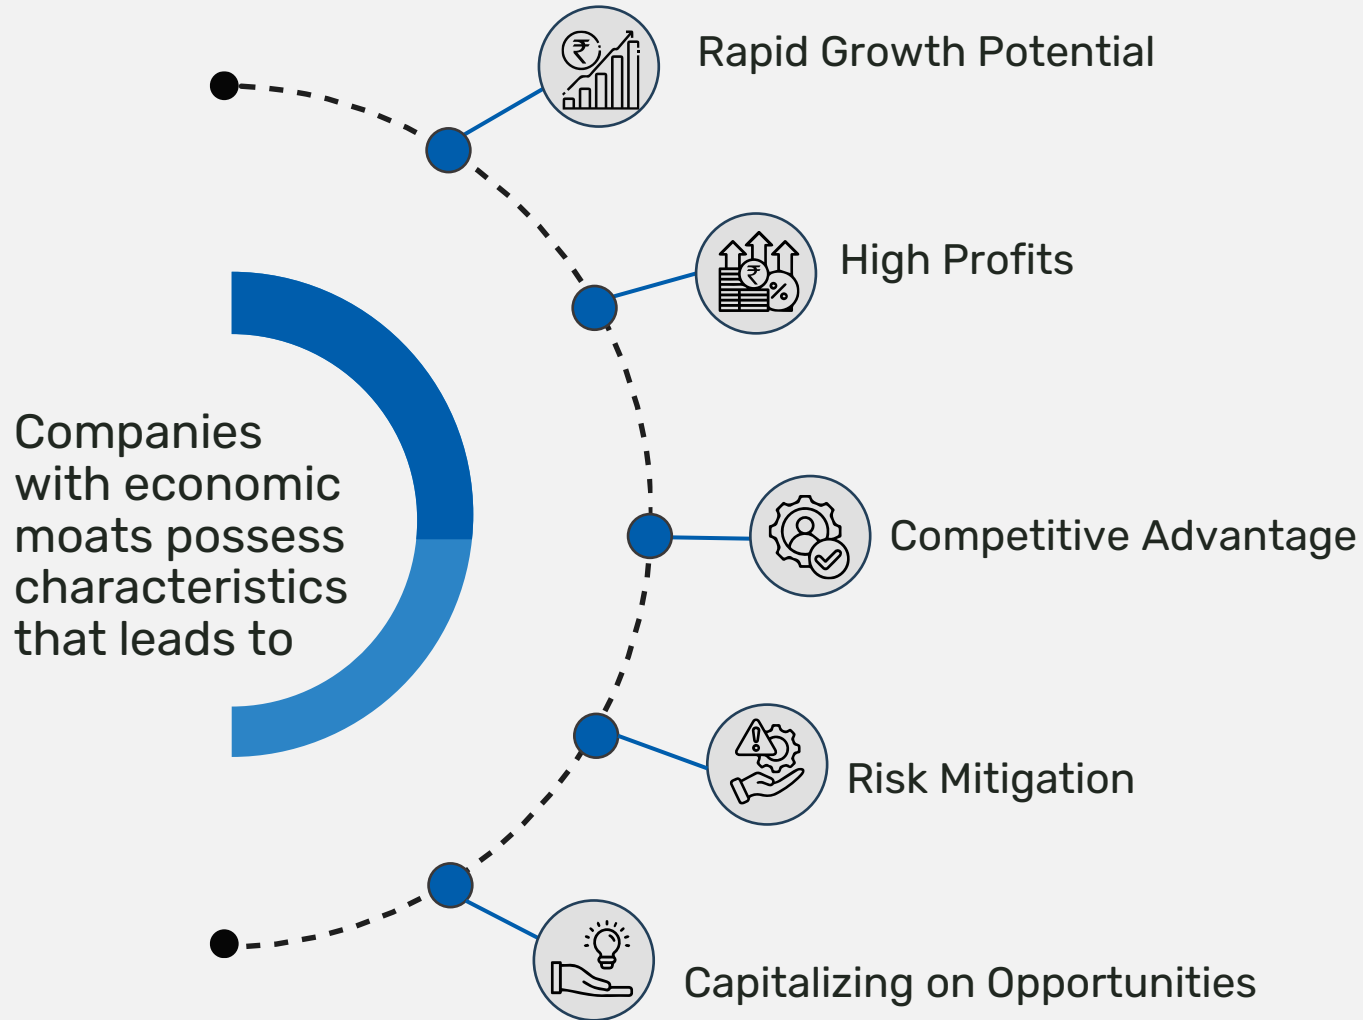 Companies
with economic
moats possess
characteristics
that leads to
₹
Rapid Growth Potential
₹
%
High Profits
Competitive Advantage
!
Risk Mitigation
Capitalizing on Opportunities